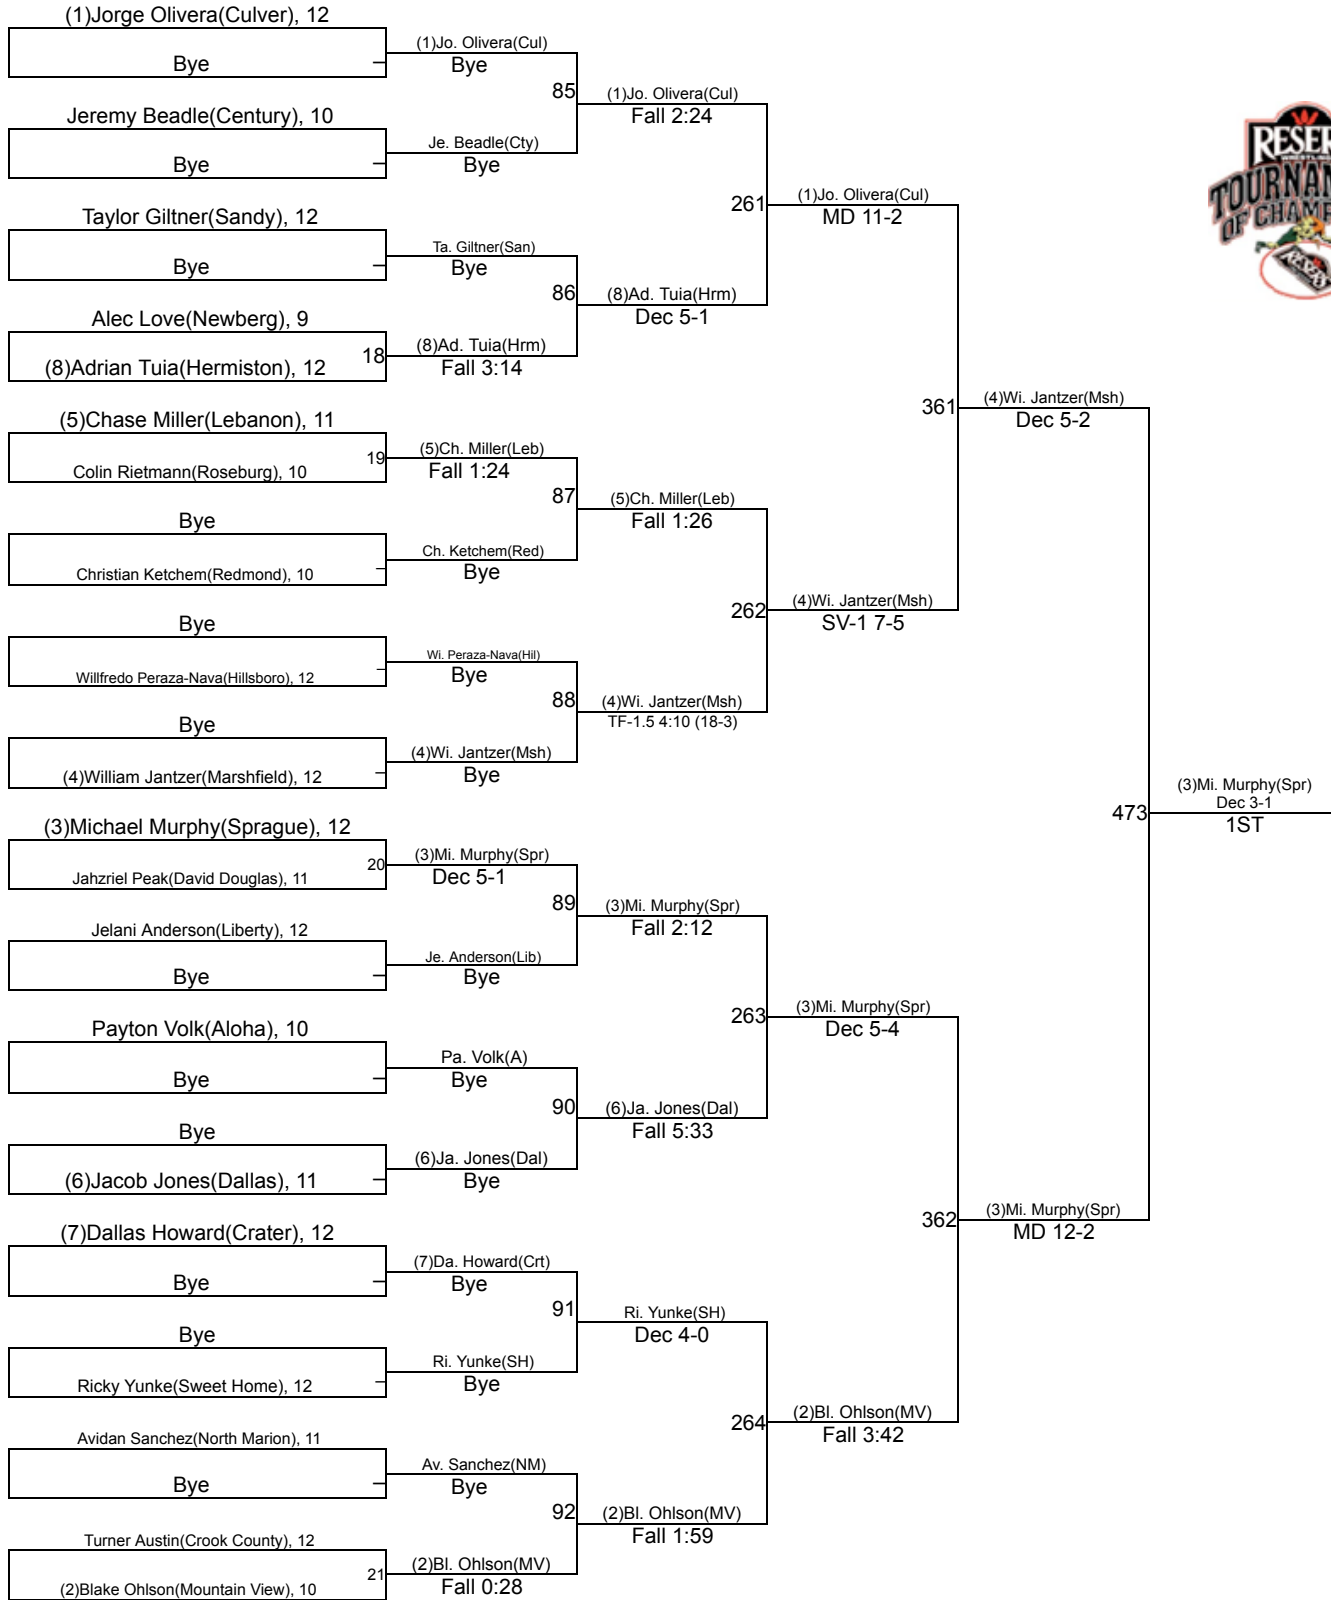 (1)Jorge Olivera(Culver), 12
Bye
Jeremy Beadle(Century), 10
Bye
Taylor Giltner(Sandy), 12
Bye
Alec Love(Newberg), 9
18
(8)Adrian Tuia(Hermiston), 12
(5)Chase Miller(Lebanon), 11
19
Colin Rietmann(Roseburg), 10
Bye
Christian Ketchem(Redmond), 10
Bye
Willfredo Peraza-Nava(Hillsboro), 12
Bye
(4)William Jantzer(Marshfield), 12
(3)Michael Murphy(Sprague), 12
20
Jahzriel Peak(David Douglas), 11
Jelani Anderson(Liberty), 12
Bye
Payton Volk(Aloha), 10
Bye
Bye
(6)Jacob Jones(Dallas), 11
(7)Dallas Howard(Crater), 12
Bye
Bye
Ricky Yunke(Sweet Home), 12
Avidan Sanchez(North Marion), 11
Bye
Turner Austin(Crook County), 12
21
(2)Blake Ohlson(Mountain View), 10
(1)Jo. Olivera(Cul)
Bye
85
Je. Beadle(Cty)
Bye
Ta. Giltner(San)
Bye
86
(8)Ad. Tuia(Hrm)
Fall 3:14
(5)Ch. Miller(Leb)
Fall 1:24
87
Ch. Ketchem(Red)
Bye
Wi. Peraza-Nava(Hil)
Bye
88
(4)Wi. Jantzer(Msh)
Bye
(3)Mi. Murphy(Spr)
Dec 5-1
89
Je. Anderson(Lib)
Bye
Pa. Volk(A)
Bye
90
(6)Ja. Jones(Dal)
Bye
(7)Da. Howard(Crt)
Bye
91
Ri. Yunke(SH)
Bye
Av. Sanchez(NM)
Bye
92
(2)Bl. Ohlson(MV)
Fall 0:28
(1)Jo. Olivera(Cul)
Fall 2:24
261
(8)Ad. Tuia(Hrm)
Dec 5-1
(5)Ch. Miller(Leb)
Fall 1:26
262
(4)Wi. Jantzer(Msh)
TF-1.5 4:10 (18-3)
(3)Mi. Murphy(Spr)
Fall 2:12
263
(6)Ja. Jones(Dal)
Fall 5:33
Ri. Yunke(SH)
Dec 4-0
264
(2)Bl. Ohlson(MV)
Fall 1:59
(1)Jo. Olivera(Cul)
MD 11-2
361
(4)Wi. Jantzer(Msh)
SV-1 7-5
(3)Mi. Murphy(Spr)
Dec 5-4
362
(2)Bl. Ohlson(MV)
Fall 3:42
(4)Wi. Jantzer(Msh)
Dec 5-2
473
(3)Mi. Murphy(Spr)
MD 12-2
(3)Mi. Murphy(Spr)
Dec 3-1
1ST